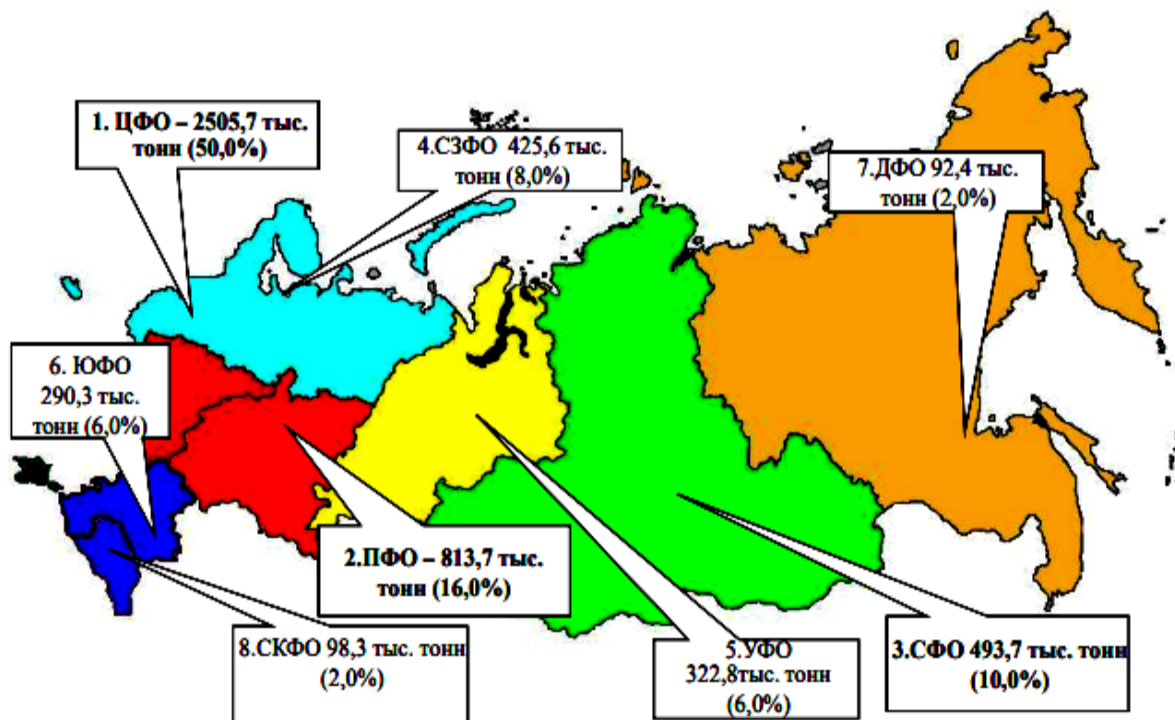 1. ЦФО – 2505,7 тыс.
тонн (50,0%)
4.СЗФО 425,6 тыс.
тонн (8,0%)
7.ДФО 92,4 тыс.
тонн (2,0%)
6. ЮФО
290,3 тыс.
тонн (6,0%)
2.ПФО – 813,7 тыс.
тонн (16,0%)
8.СКФО 98,3 тыс. тонн
(2,0%)
5.УФО
322,8тыс. тонн
(6,0%)
3.СФО 493,7 тыс. тонн
(10,0%)